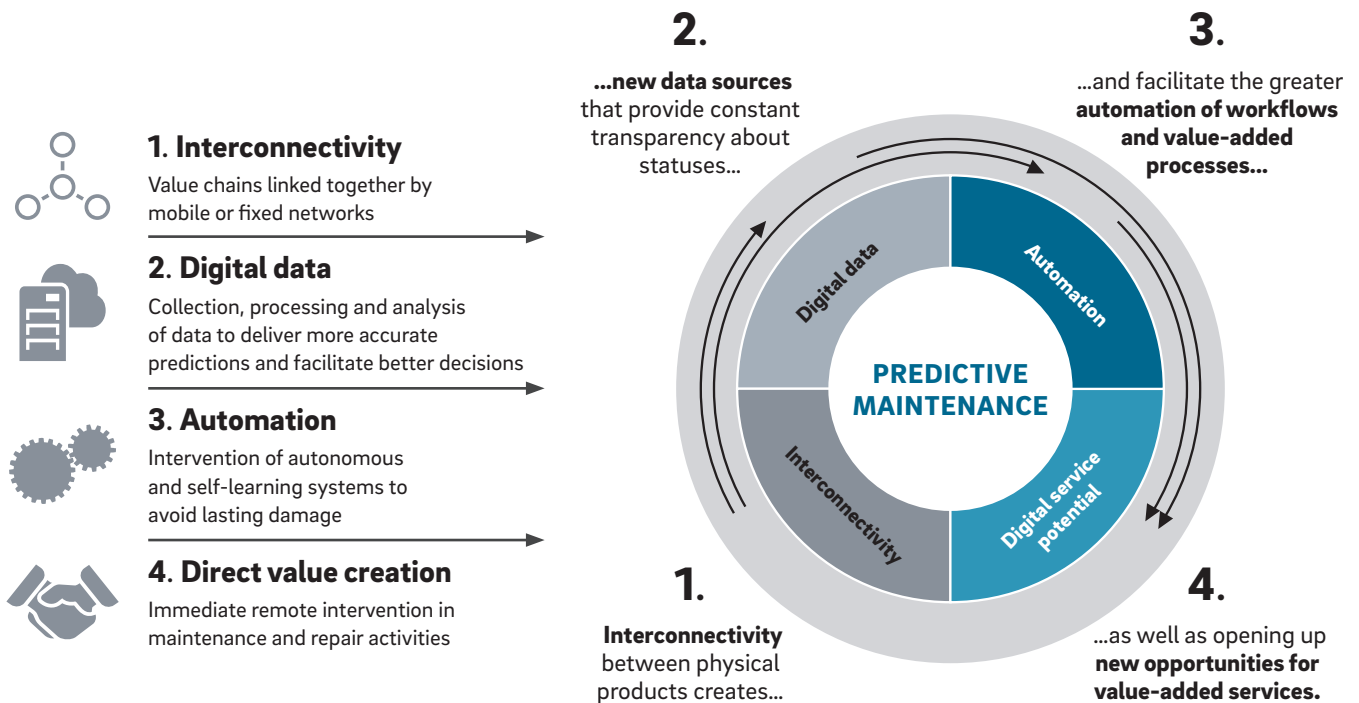 1. Interconnectivity
Value chains linked together by
mobile or fixed networks
2. Digital data
Collection, processing and analysis
of data to deliver more accurate
predictions and facilitate better decisions
3. Automation
Intervention of autonomous
and self-learning systems to
avoid lasting damage
4. Direct value creation
Immediate remote intervention in
maintenance and repair activities
2.
...new data sources
that provide constant
transparency about
statuses...
3.
...and facilitate the greater
automation of workflows
and value-added
processes...
Digital data
Automation
PREDICTIVE
MAINTENANCE
Interconnectivity
Digital service
potential
1.
Interconnectivity
between physical
products creates...
4.
...as well as opening up
new opportunities for
value-added services.